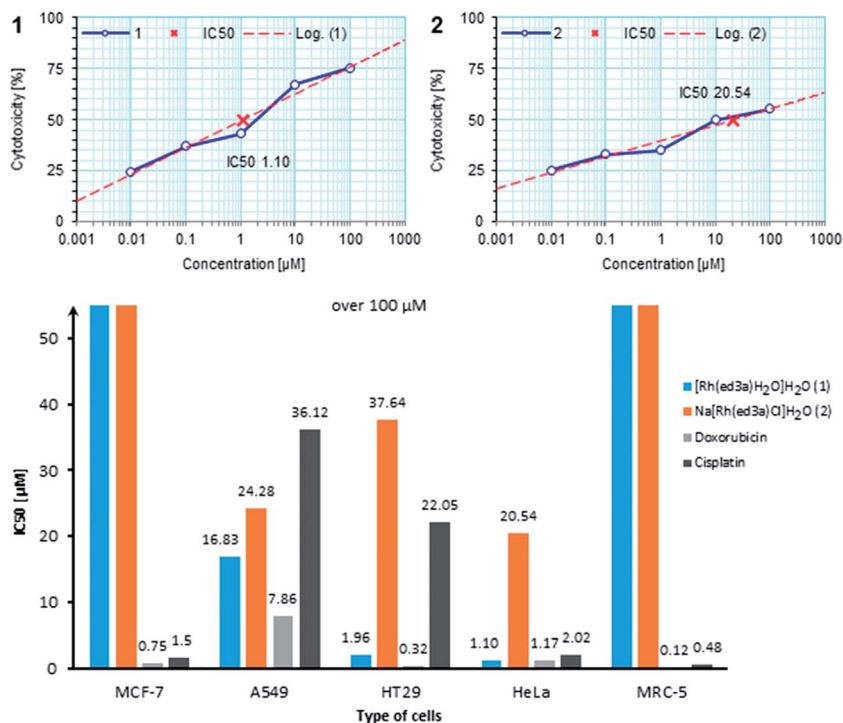 1
1 IC50 Log. (1)
Cytotoxicity [%]
100
75
50
25
0
IC50 1.10
0.001 0.01 0.1 1 10 100 1000
Concentration [µM]
2
2 IC50 Log. (2)
Cytotoxicity [%]
100
75
50
25
0
IC50 20.54
0.001 0.01 0.1 1 10 100 1000
Concentration [µM]
over 100 µM
IC50 [µM]
50
40
30
20
10
0
0.75 1.5
16.83 24.28 7.86 36.12
1.96 37.64 0.32 22.05
1.10 20.54 1.17 2.02
0.12 0.48
MCF-7 A549 HT29 HeLa MRC-5
Type of cells
[Rh(ed3a)H₂O]H₂O (1)
Na[Rh(ed3a)Cl]H₂O (2)
Doxorubicin
Cisplatin